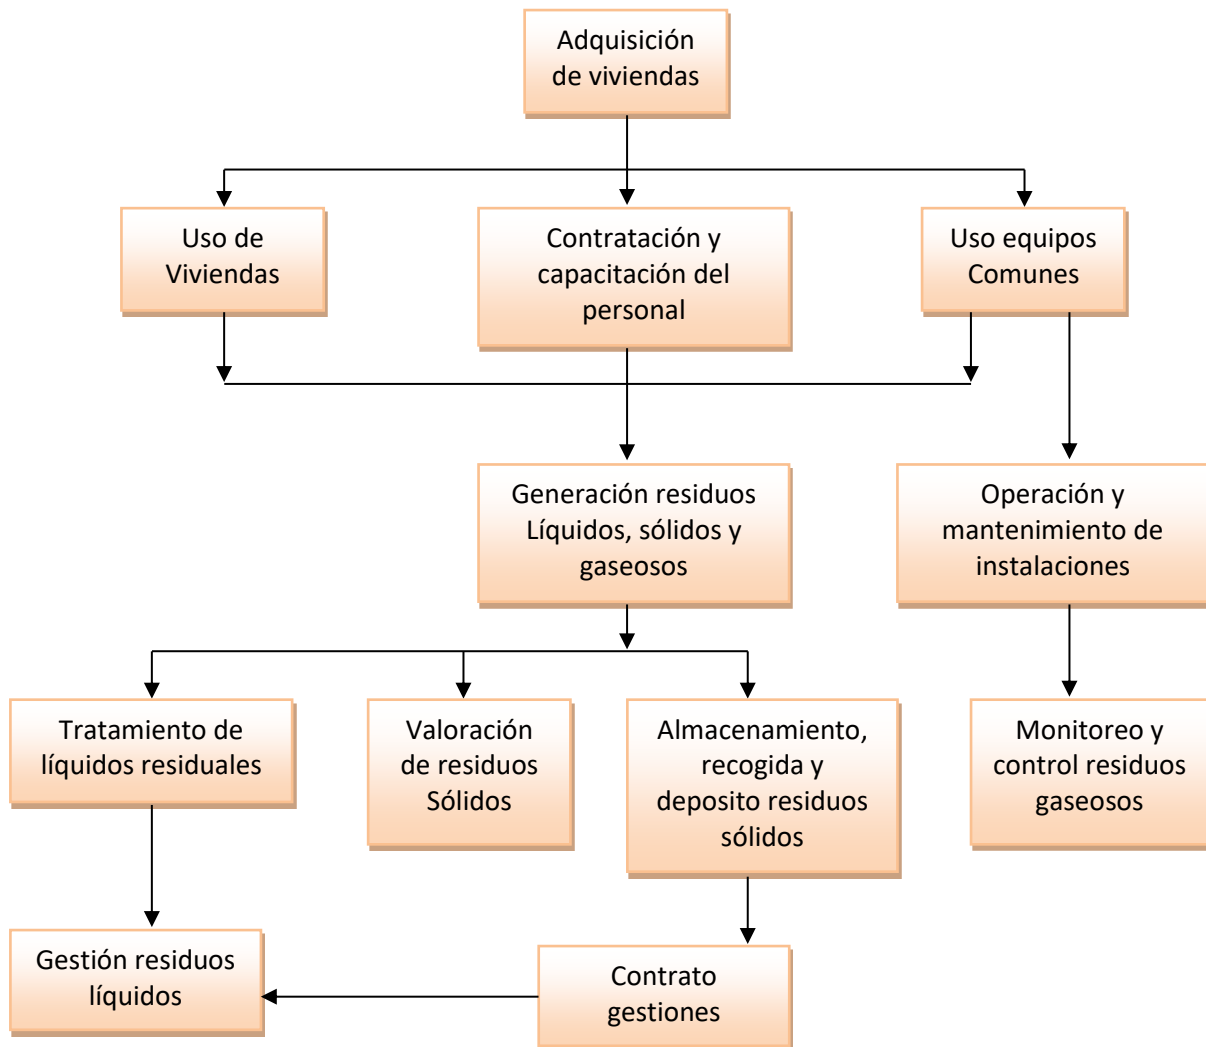 Adquisición
de viviendas
Uso de
Viviendas
Contratación y
capacitación del
personal
Uso equipos
Comunes
Generación residuos
Líquidos, sólidos y
gaseosos
Operación y
mantenimiento de
instalaciones
Tratamiento de
líquidos residuales
Valoración
de residuos
Sólidos
Almacenamiento,
recogida y
deposito residuos
sólidos
Monitoreo y
control residuos
gaseosos
Gestión residuos
líquidos
Contrato
gestiones